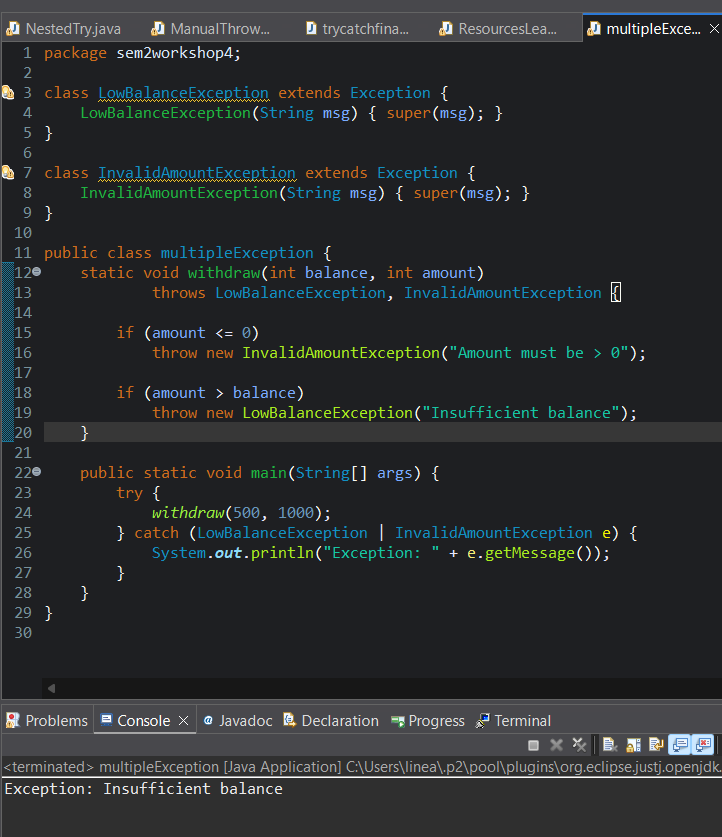 NestedTry.java ManualThrow... trycatchfina... ResourcesLea... multipleExce...
1 package sem2workshop4;
2
3 class LowBalanceException extends Exception {
4 LowBalanceException(String msg) { super(msg); }
5 }
6
7 class InvalidAmountException extends Exception {
8 InvalidAmountException(String msg) { super(msg); }
9 }
10
11 public class multipleException {
12 static void withdraw(int balance, int amount)
13 throws LowBalanceException, InvalidAmountException {
14
15 if (amount <= 0)
16 throw new InvalidAmountException("Amount must be > 0");
17
18 if (amount > balance)
19 throw new LowBalanceException("Insufficient balance");
20 }
21
22 public static void main(String[] args) {
23 try {
24 withdraw(500, 1000);
25 } catch (LowBalanceException | InvalidAmountException e) {
26 System.out.println("Exception: " + e.getMessage());
27 }
28 }
29 }
30
Problems Console Javadoc Declaration Progress Terminal
<terminated> multipleException [Java Application] C:\Users\linea\.p2\pool\plugins\org.eclipse.justj.openjdk.
Exception: Insufficient balance